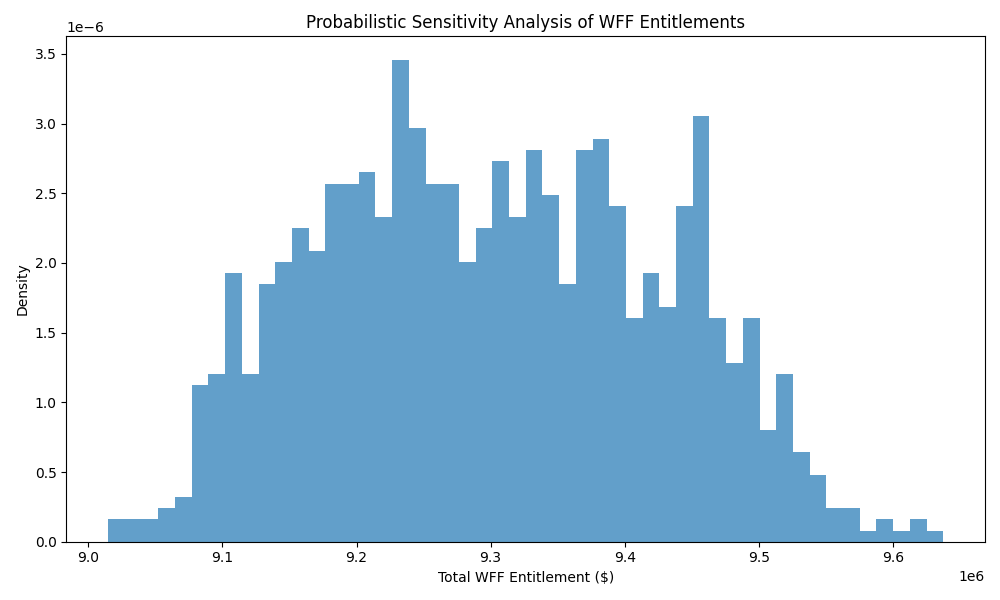 Probabilistic Sensitivity Analysis of WFF Entitlements
1e−6
3.5
3.0
2.5
2.0
1.5
1.0
0.5
0.0
Density
9.0 9.1 9.2 9.3 9.4 9.5 9.6
1e6
Total WFF Entitlement ($)